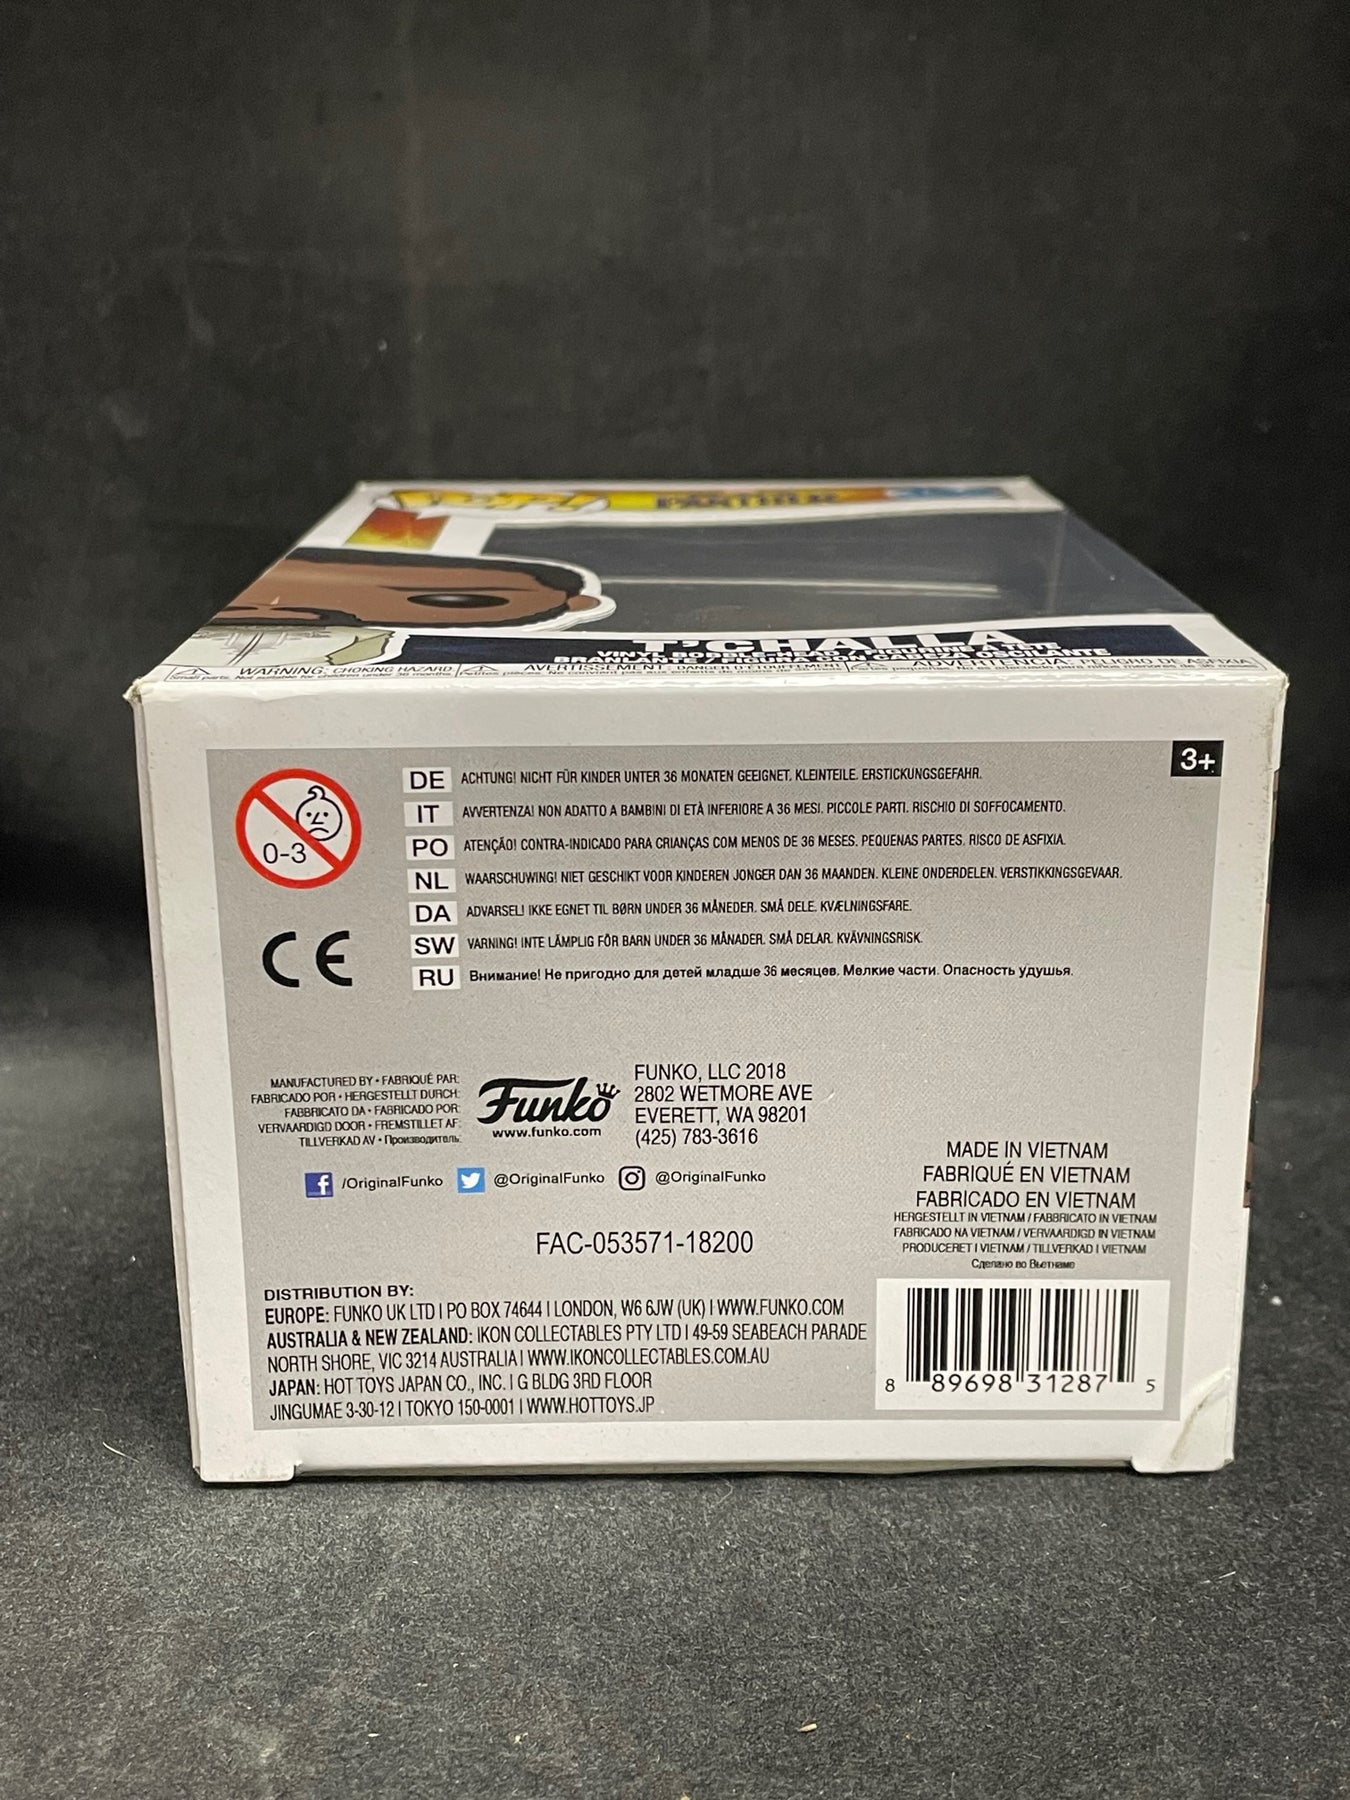 POP!
T'CHALLA
VINYL BOBBLE-HEAD / FIGURINE À TÊTE
BRANLANTE / FIGURA CON CABEZA OSCILANTE
WARNING: CHOKING HAZARD AVERTISSEMENT: DANGER D'ÉTOUFFEMENT ADVERTENCIA: PELIGRO DE ASFIXIA
3+
0-3
DE ACHTUNG! NICHT FÜR KINDER UNTER 36 MONATEN GEEIGNET. KLEINTEILE. ERSTICKUNGSGEFAHR.
IT AVVERTENZA! NON ADATTO A BAMBINI DI ETÀ INFERIORE A 36 MESI. PICCOLE PARTI. RISCHIO DI SOFFOCAMENTO.
PO ATENÇÃO! CONTRA-INDICADO PARA CRIANÇAS COM MENOS DE 36 MESES. PEQUENAS PARTES. RISCO DE ASFIXIA.
NL WAARSCHUWING! NIET GESCHIKT VOOR KINDEREN JONGER DAN 36 MAANDEN. KLEINE ONDERDELEN. VERSTIKKINGSGEVAAR.
DA ADVARSEL! IKKE EGNET TIL BØRN UNDER 36 MÅNEDER. SMÅ DELE. KVÆLNINGSFARE.
SW VARNING! INTE LÄMPLIG FÖR BARN UNDER 36 MÅNADER. SMÅ DELAR. KVÄVNINGSRISK.
RU Внимание! Не пригодно для детей младше 36 месяцев. Мелкие части. Опасность удушья.
CE
MANUFACTURED BY • FABRIQUÉ PAR:
FABRICADO POR • HERGESTELLT DURCH:
FABBRICATO DA • FABRICADO POR:
VERVAARDIGD DOOR • FREMSTILLET AF:
TILLVERKAD AV • Производитель:
Funko
www.funko.com
FUNKO, LLC 2018
2802 WETMORE AVE
EVERETT, WA 98201
(425) 783-3616
/OriginalFunko @OriginalFunko @OriginalFunko
FAC-053571-18200
MADE IN VIETNAM
FABRIQUÉ EN VIETNAM
FABRICADO EN VIETNAM
HERGESTELLT IN VIETNAM / FABBRICATO IN VIETNAM
FABRICADO NA VIETNAM / VERVAARDIGD IN VIETNAM
PRODUCERET I VIETNAM / TILLVERKAD I VIETNAM
Сделано во Вьетнаме
DISTRIBUTION BY:
EUROPE: FUNKO UK LTD | PO BOX 74644 | LONDON, W6 6JW (UK) | WWW.FUNKO.COM
AUSTRALIA & NEW ZEALAND: IKON COLLECTABLES PTY LTD | 49-59 SEABEACH PARADE
NORTH SHORE, VIC 3214 AUSTRALIA | WWW.IKONCOLLECTABLES.COM.AU
JAPAN: HOT TOYS JAPAN CO., INC. | G BLDG 3RD FLOOR
JINGUMAE 3-30-12 | TOKYO 150-0001 | WWW.HOTTOYS.JP
8 89698 31287 5